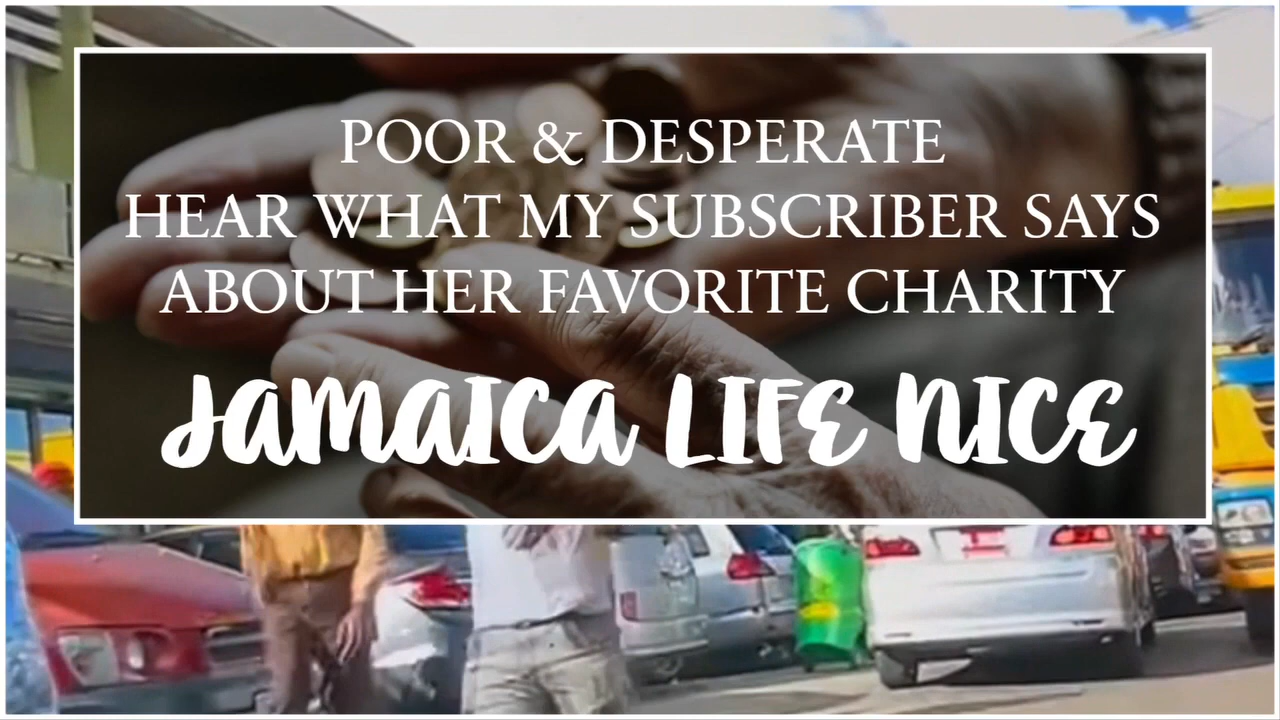 POOR & DESPERATE
HEAR WHAT MY SUBSCRIBER SAYS
ABOUT HER FAVORITE CHARITY
JAMAICA LIFE NICE